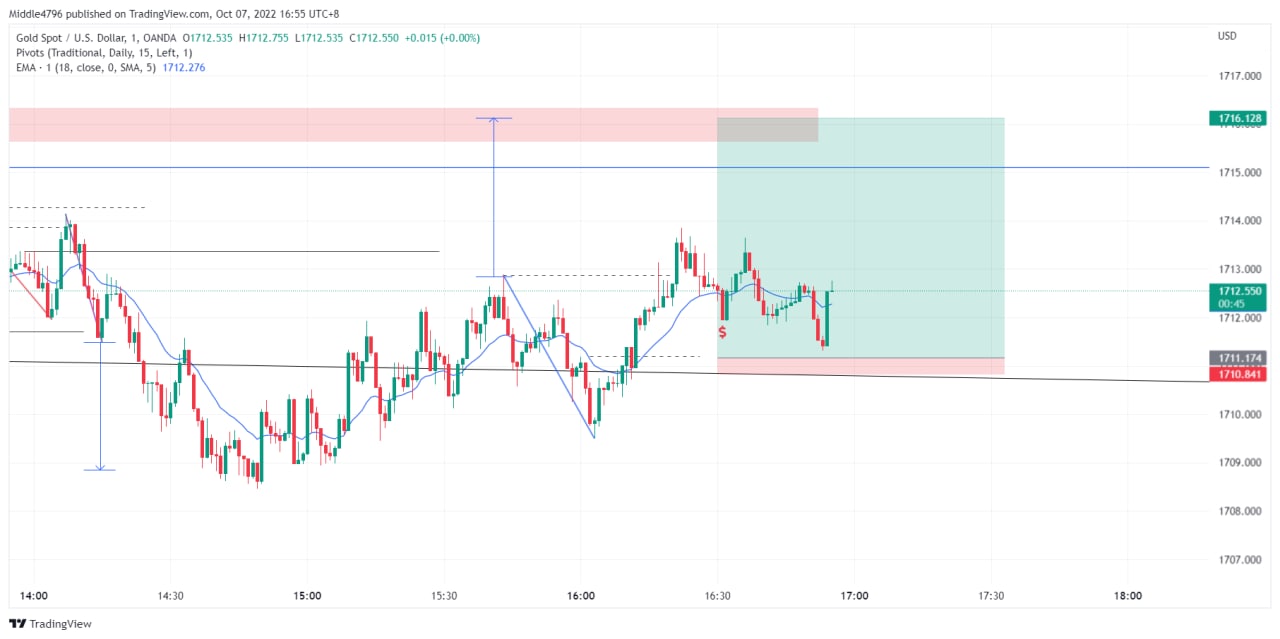 Middle4796 published on TradingView.com, Oct 07, 2022 16:55 UTC+8
Gold Spot / U.S. Dollar, 1, OANDA O1712.535 H1712.755 L1712.535 C1712.550 +0.015 (+0.00%)
USD
Pivots (Traditional, Daily, 15, Left, 1)
EMA · 1 (18, close, 0, SMA, 5) 1712.276
1717.000
1716.128
1715.000
1714.000
1713.000
1712.550
00:45
1712.000
$
1711.174
1710.841
1710.000
1709.000
1708.000
1707.000
14:00 14:30 15:00 15:30 16:00 16:30 17:00 17:30 18:00
TradingView